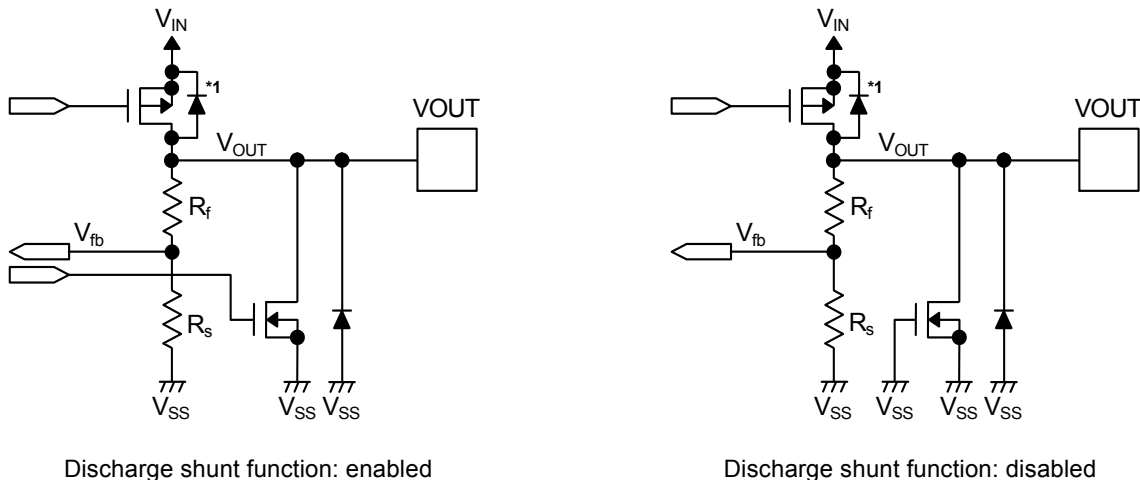 VIN
*1
VOUT
VOUT
Rf
Vfb
Rs
VSS
VSS
VSS
Discharge shunt function: enabled
VIN
*1
VOUT
VOUT
Rf
Vfb
Rs
VSS
VSS
VSS
VSS
Discharge shunt function: disabled